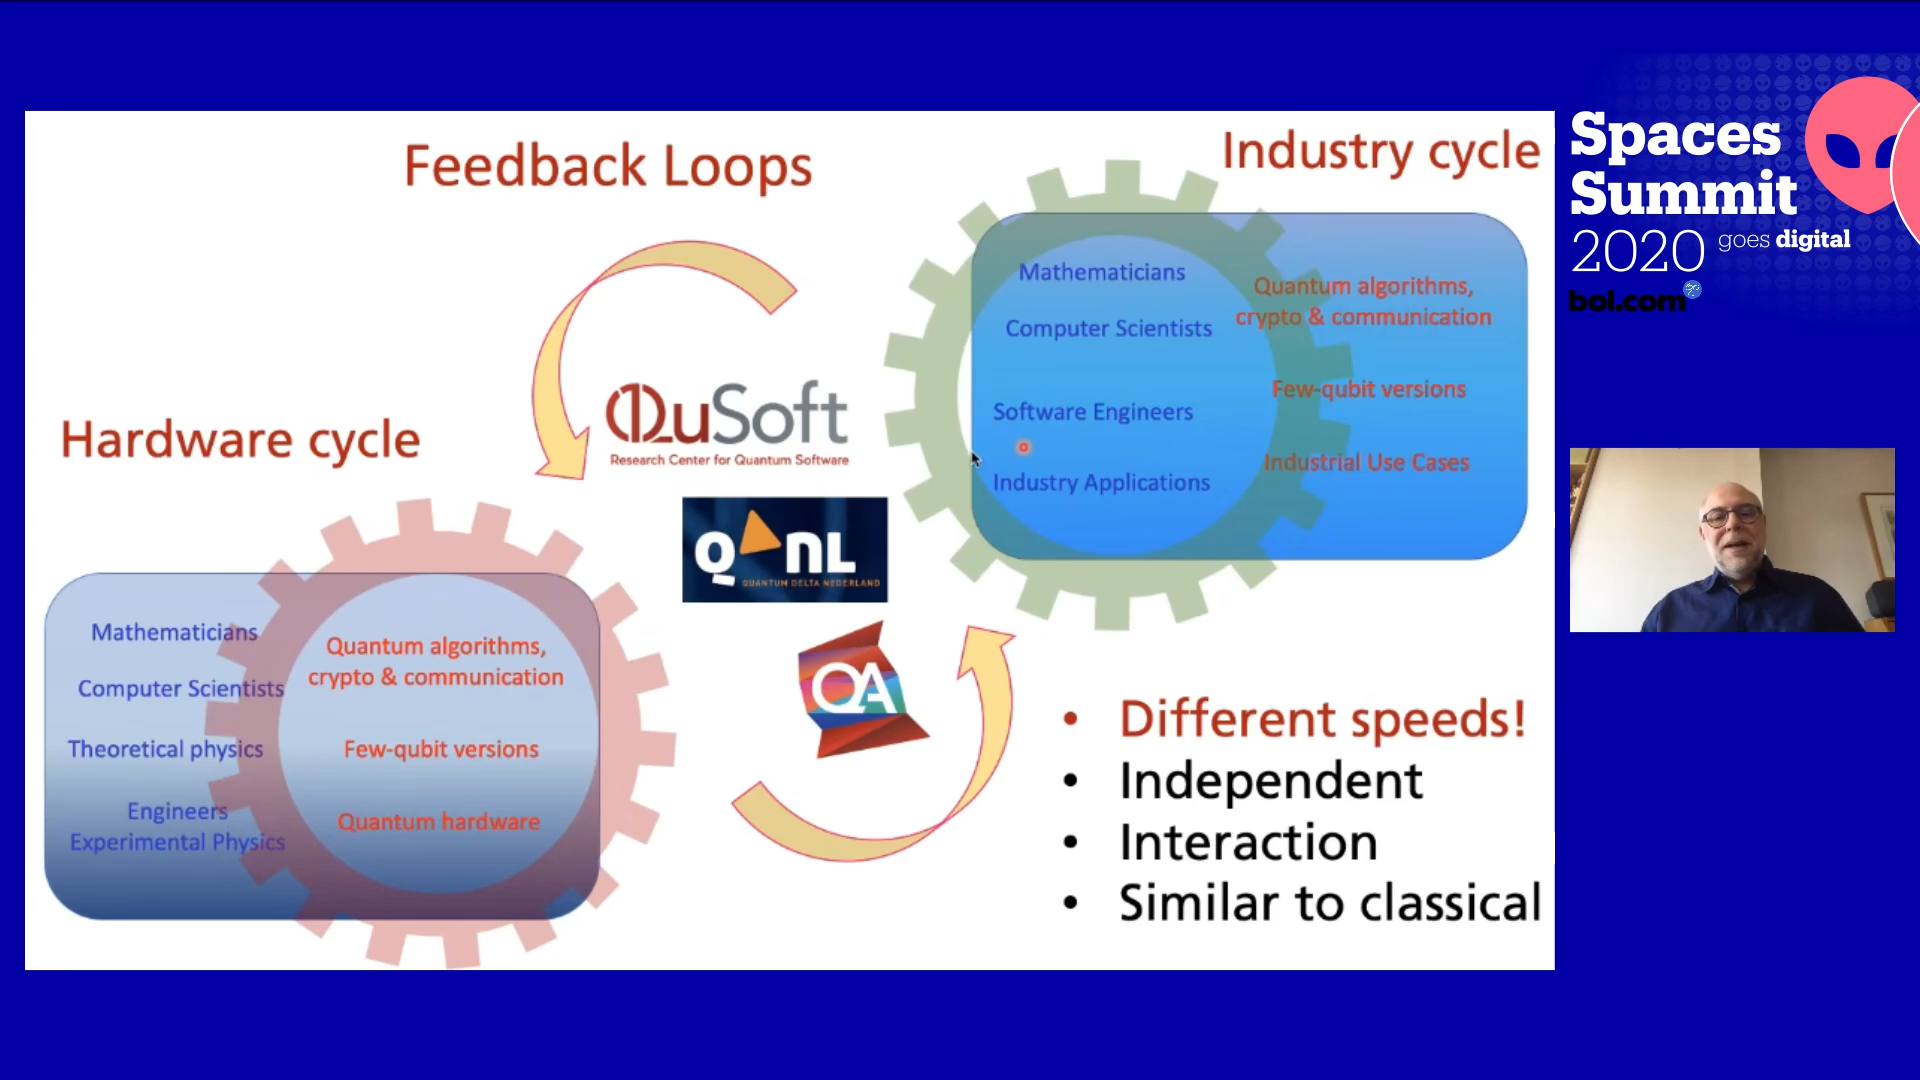 Feedback Loops
Industry cycle
Hardware cycle
Mathematicians
Computer Scientists
Software Engineers
Industry Applications
Quantum algorithms,
crypto & communication
Few-qubit versions
Industrial Use Cases
QuSoft
Research Center for Quantum Software
QΔNL
QUANTUM DELTA NEDERLAND
QA
Mathematicians
Computer Scientists
Theoretical physics
Engineers
Experimental Physics
Quantum algorithms,
crypto & communication
Few-qubit versions
Quantum hardware
• Different speeds!
• Independent
• Interaction
• Similar to classical
Spaces
Summit
2020 goes digital
bol.com